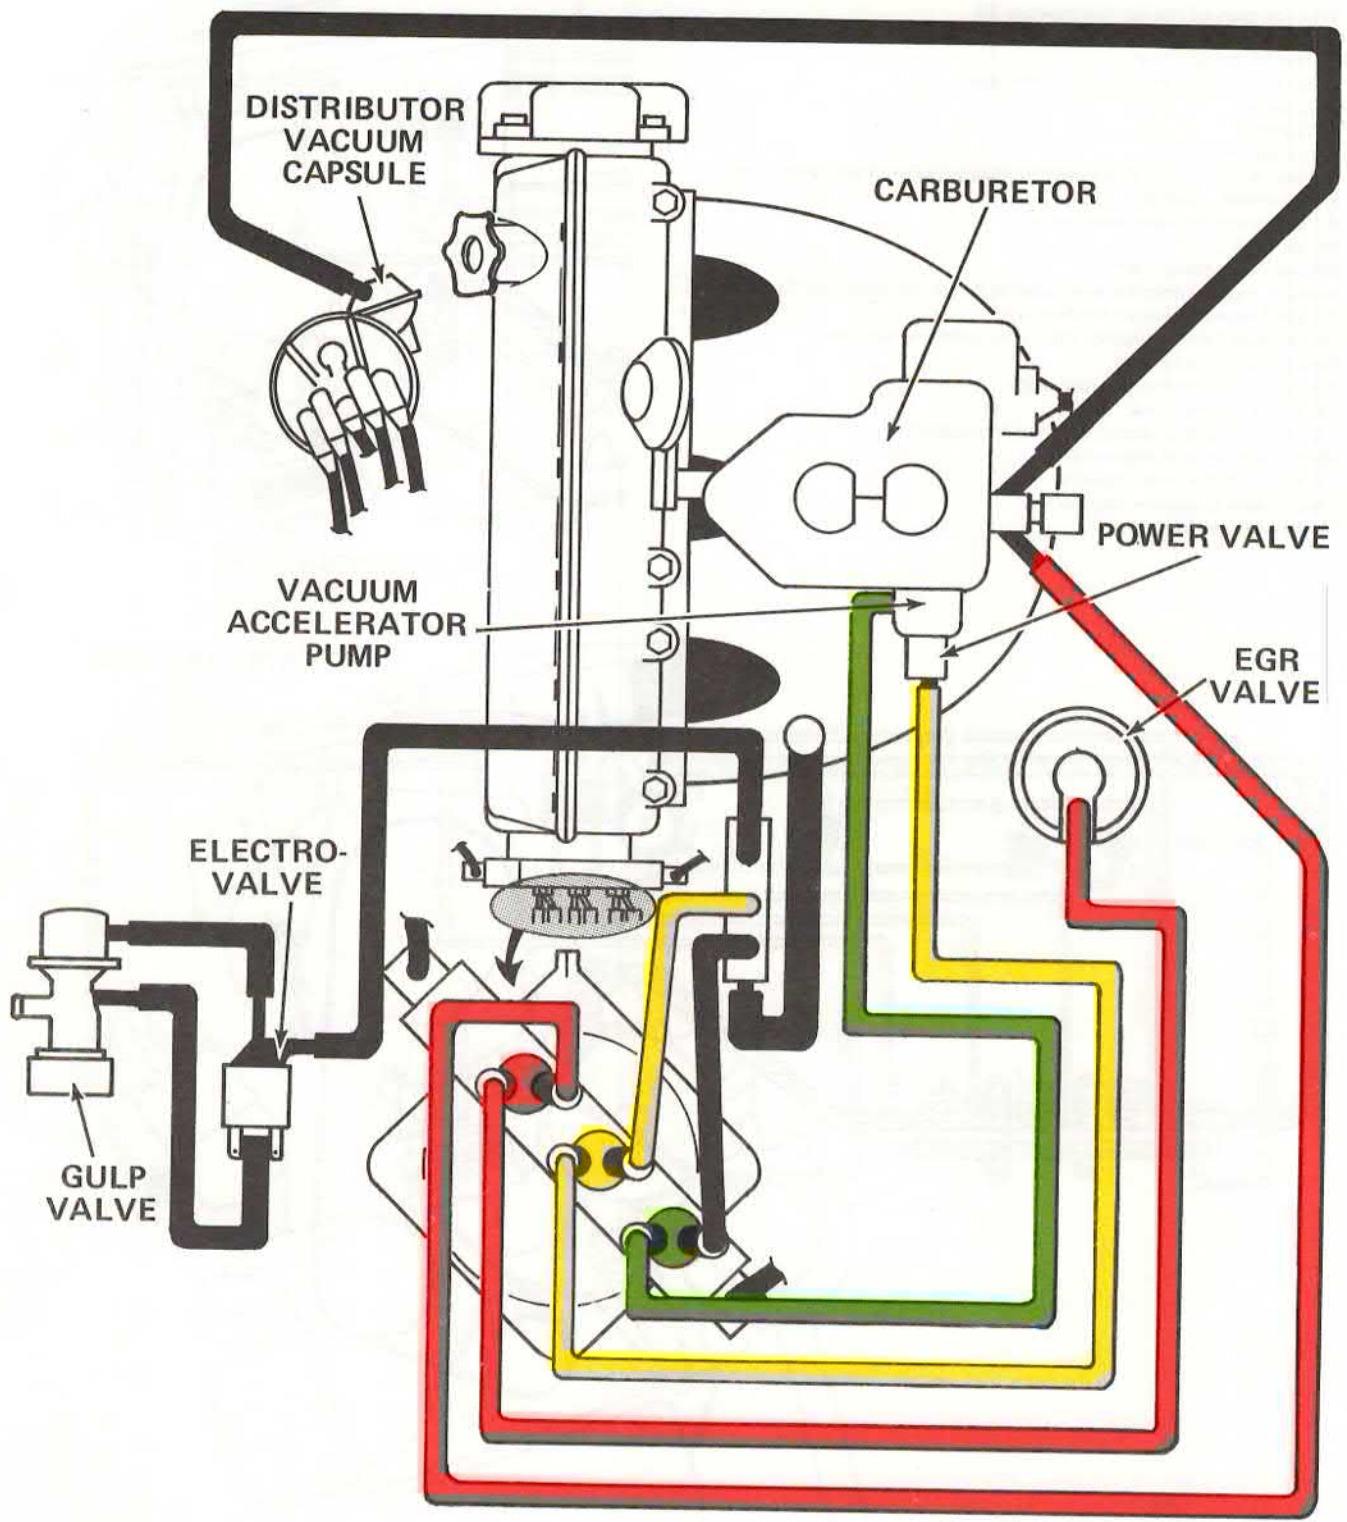 DISTRIBUTOR
VACUUM
CAPSULE
CARBURETOR
POWER VALVE
VACUUM
ACCELERATOR
PUMP
EGR
VALVE
ELECTRO-
VALVE
GULP
VALVE